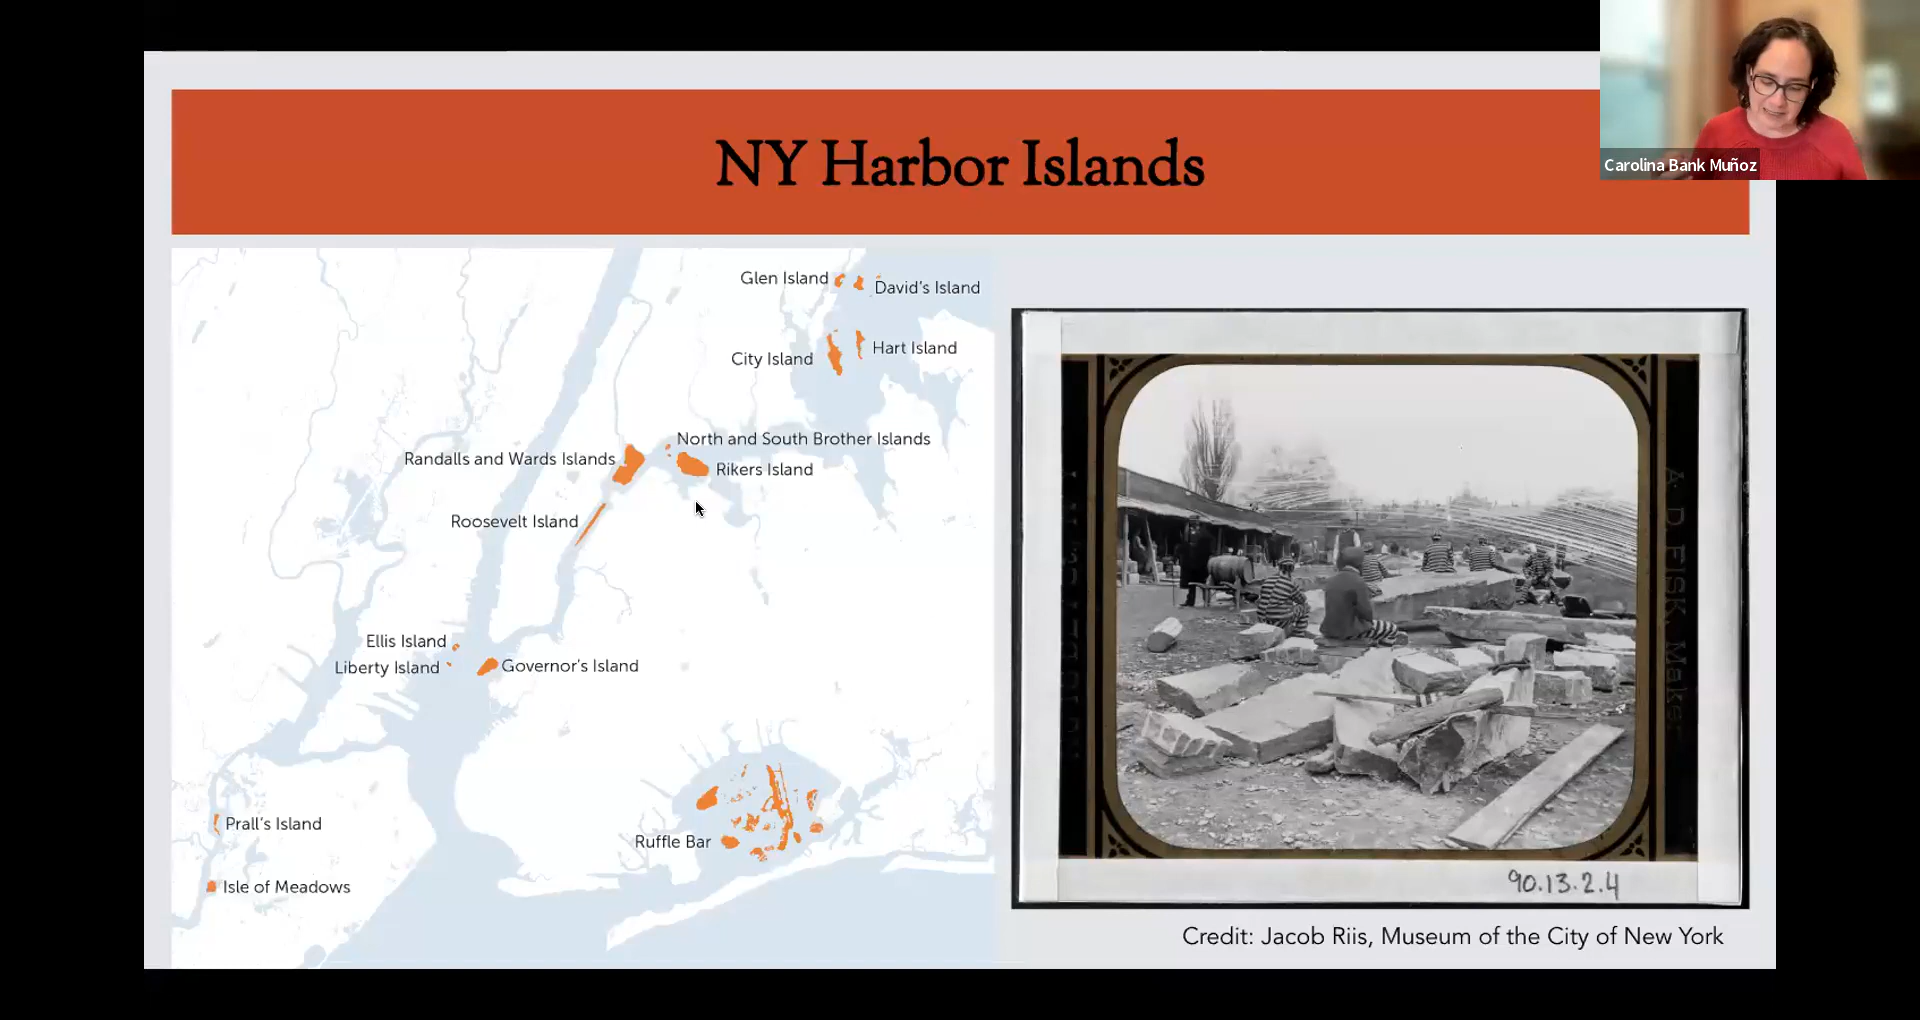 NY Harbor Islands
Carolina Bank Muñoz
Glen Island
David's Island
City Island
Hart Island
North and South Brother Islands
Randalls and Wards Islands
Rikers Island
Roosevelt Island
Ellis Island
Liberty Island
Governor's Island
Prall's Island
Ruffle Bar
Isle of Meadows
A. D. FISK, Maker
90.13.2.4
Credit: Jacob Riis, Museum of the City of New York